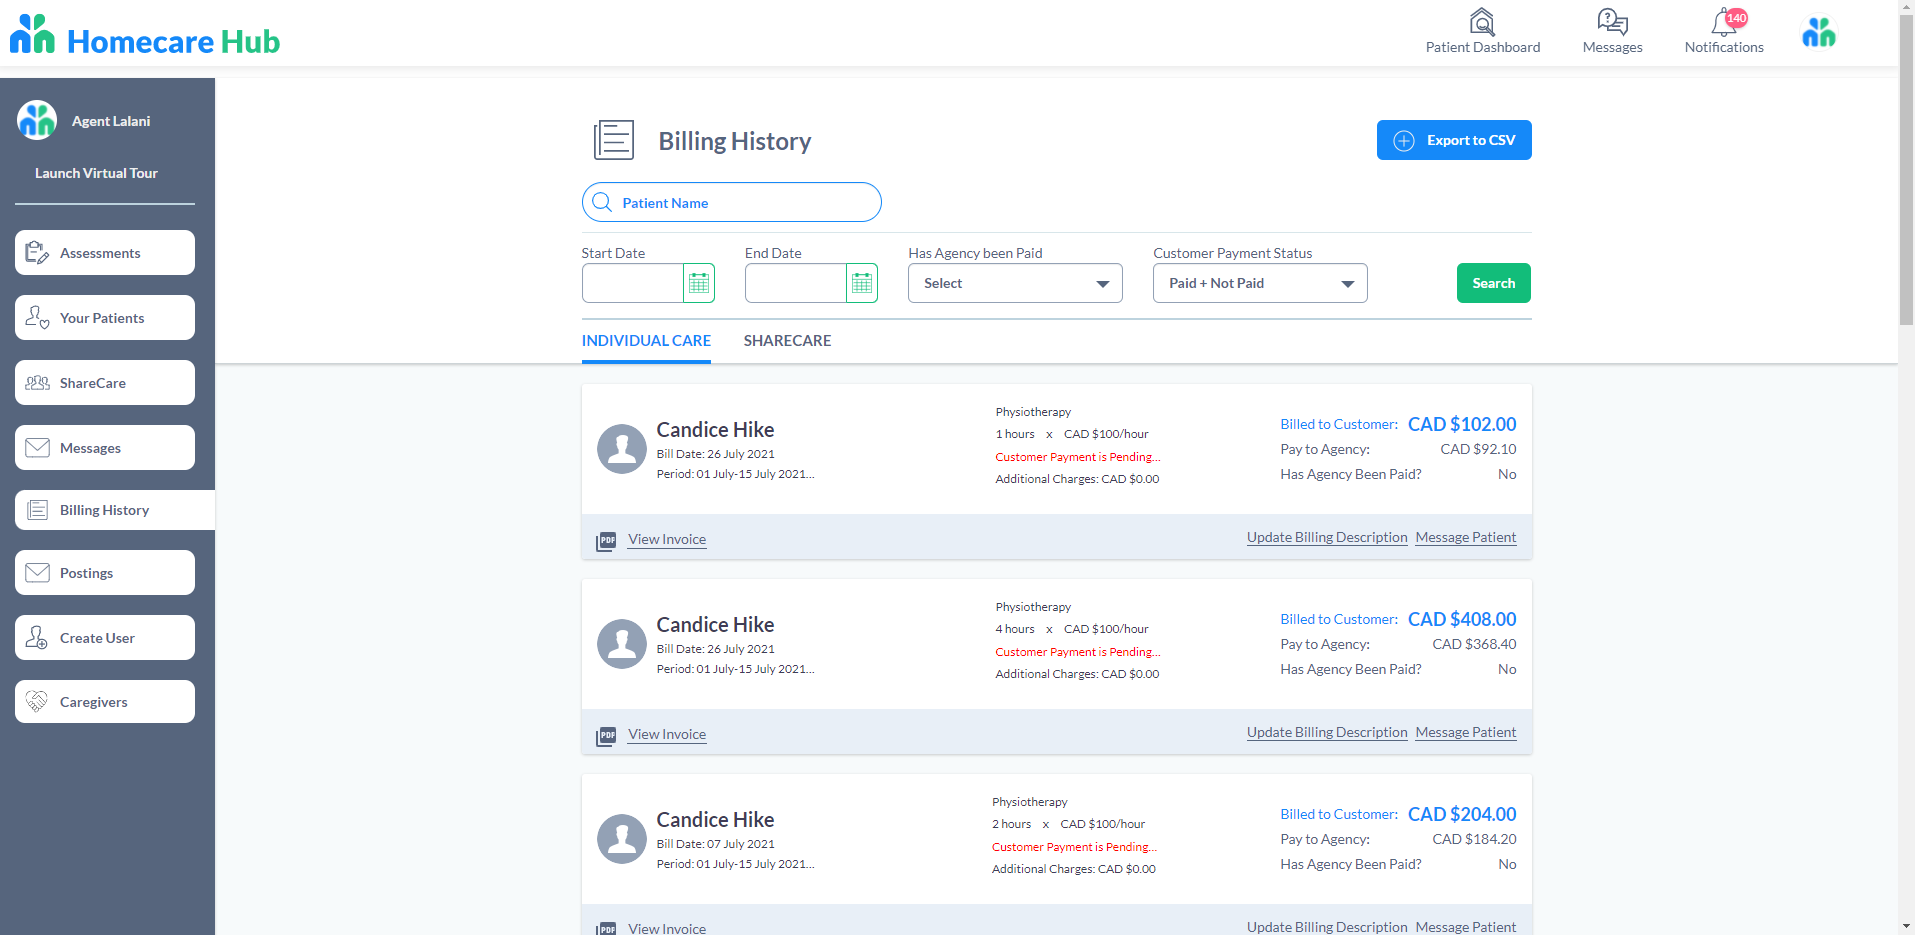 Homecare Hub
Patient Dashboard
Messages
140
Notifications
Agent Lalani
Launch Virtual Tour
Assessments
Your Patients
ShareCare
Messages
Billing History
Postings
Create User
Caregivers
Billing History
Export to CSV
Patient Name
Start Date
End Date
Has Agency been Paid
Select
Customer Payment Status
Paid + Not Paid
Search
INDIVIDUAL CARE
SHARECARE
Candice Hike
Bill Date: 26 July 2021
Period: 01 July-15 July 2021...
Physiotherapy
1 hours x CAD $100/hour
Customer Payment is Pending...
Additional Charges: CAD $0.00
Billed to Customer: CAD $102.00
Pay to Agency: CAD $92.10
Has Agency Been Paid? No
PDF View Invoice
Update Billing Description Message Patient
Candice Hike
Bill Date: 26 July 2021
Period: 01 July-15 July 2021...
Physiotherapy
4 hours x CAD $100/hour
Customer Payment is Pending...
Additional Charges: CAD $0.00
Billed to Customer: CAD $408.00
Pay to Agency: CAD $368.40
Has Agency Been Paid? No
PDF View Invoice
Update Billing Description Message Patient
Candice Hike
Bill Date: 07 July 2021
Period: 01 July-15 July 2021...
Physiotherapy
2 hours x CAD $100/hour
Customer Payment is Pending...
Additional Charges: CAD $0.00
Billed to Customer: CAD $204.00
Pay to Agency: CAD $184.20
Has Agency Been Paid? No
PDF View Invoice
Update Billing Description Message Patient